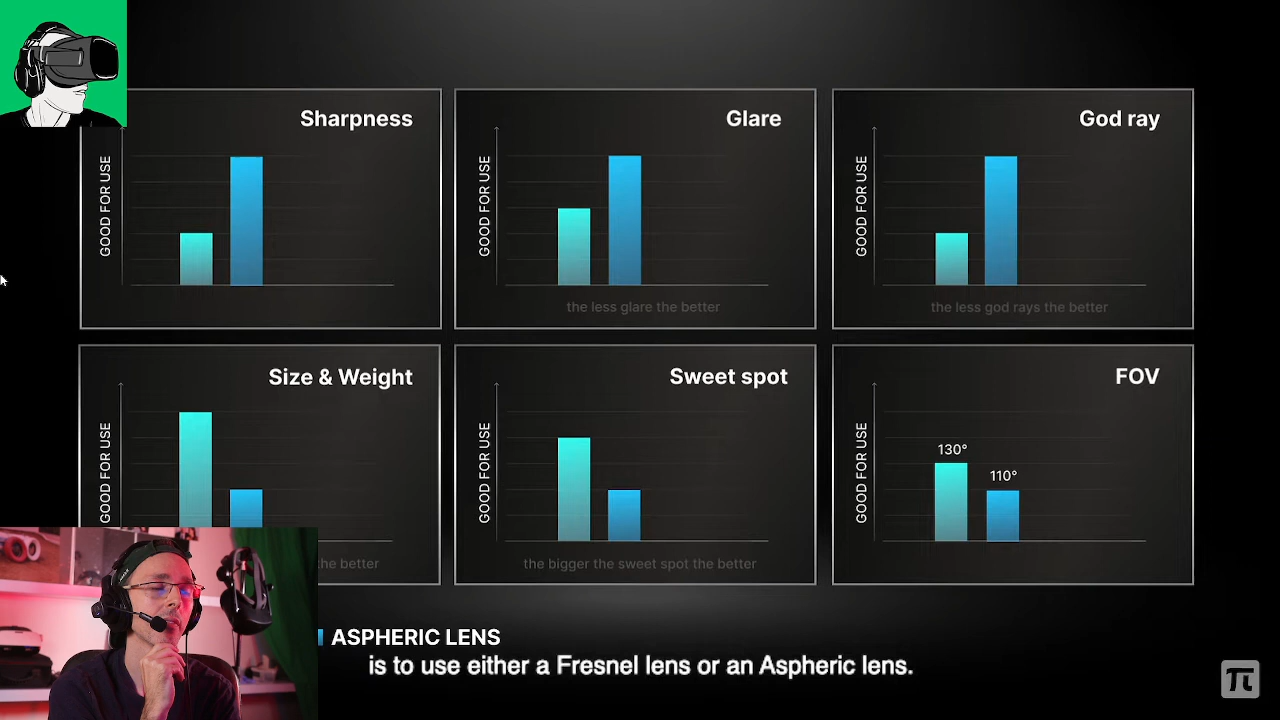 Sharpness
GOOD FOR USE
Glare
GOOD FOR USE
the less glare the better
God ray
GOOD FOR USE
the less god rays the better
Size & Weight
GOOD FOR USE
the better
Sweet spot
GOOD FOR USE
the bigger the sweet spot the better
FOV
GOOD FOR USE
130°
110°
ASPHERIC LENS
is to use either a Fresnel lens or an Aspheric lens.